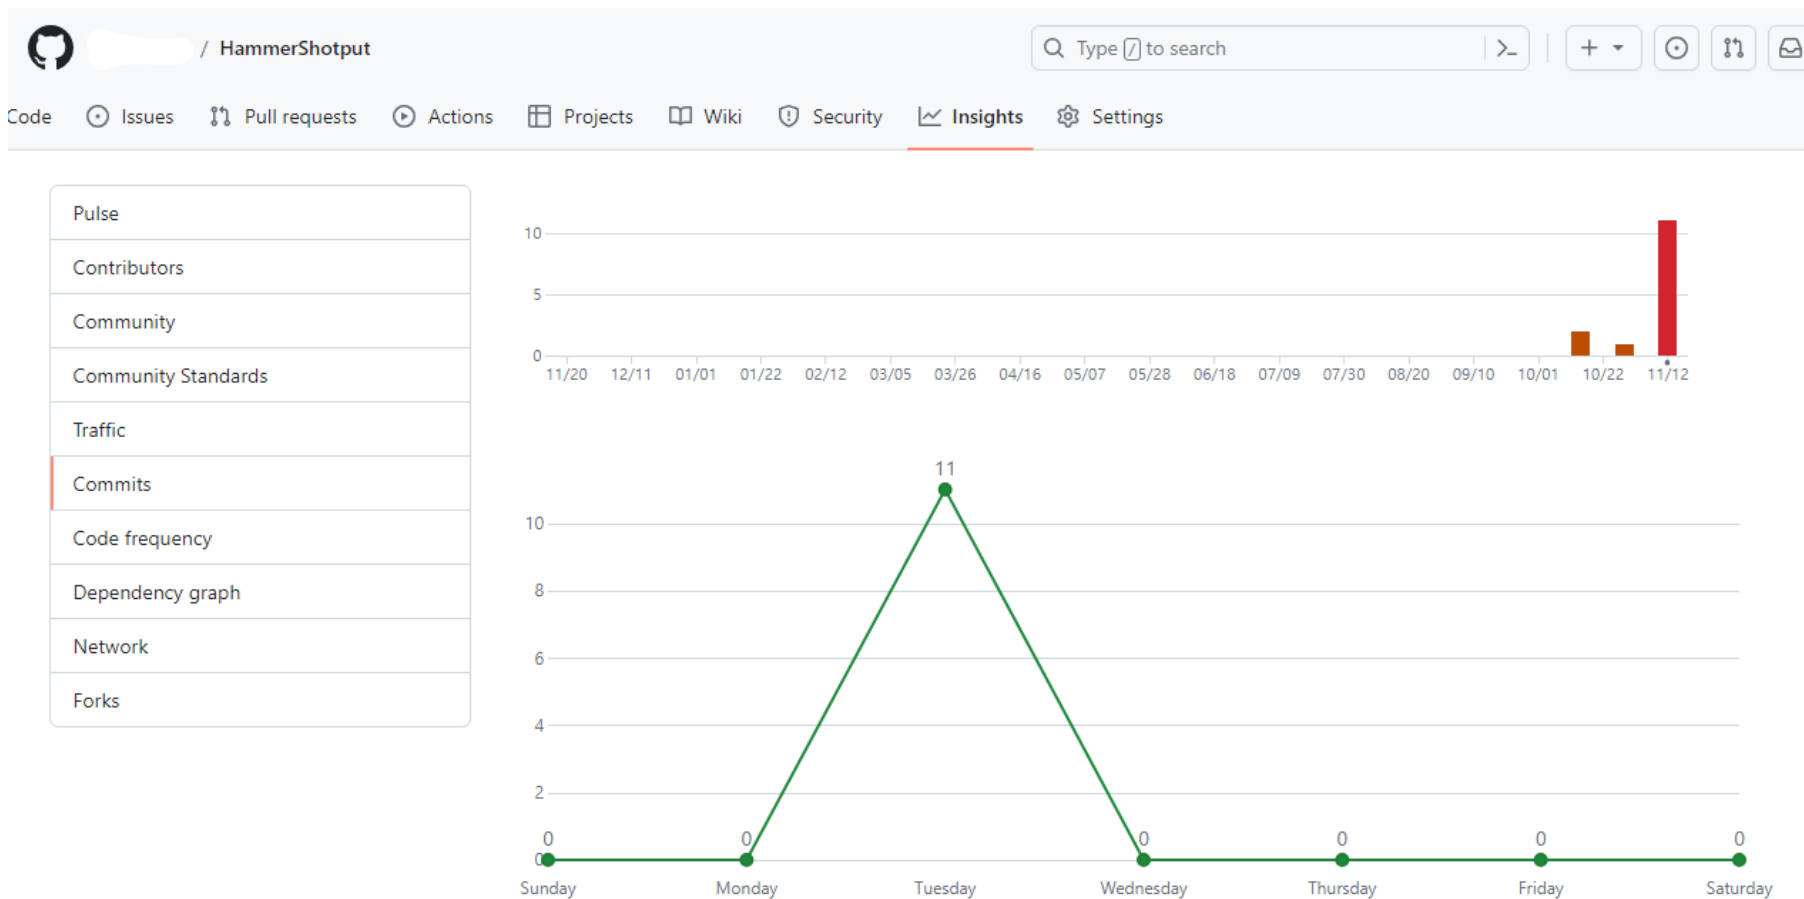 / HammerShotput
Type / to search
Code Issues Pull requests Actions Projects Wiki Security Insights Settings
Pulse
Contributors
Community
Community Standards
Traffic
Commits
Code frequency
Dependency graph
Network
Forks
10
5
0
11/20 12/11 01/01 01/22 02/12 03/05 03/26 04/16 05/07 05/28 06/18 07/09 07/30 08/20 09/10 10/01 10/22 11/12
11
10
8
6
4
2
0 0 0 0 0 0
0
Sunday Monday Tuesday Wednesday Thursday Friday Saturday